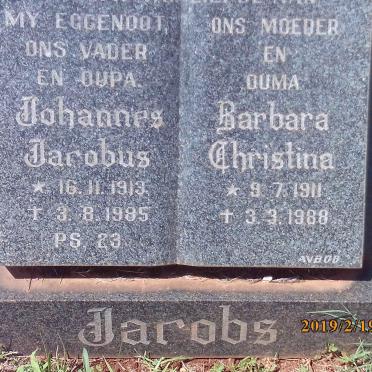 MY EGGENOOT,
ONS VADER
EN OUPA.
Johannes
Jacobus
* 16.11.1913
† 3.8.1985
PS. 23
ONS MOEDER
EN
OUMA
Barbara
Christina
* 9.7.1911
† 3.3.1988
AVBOB
Jacobs
2019/2/19